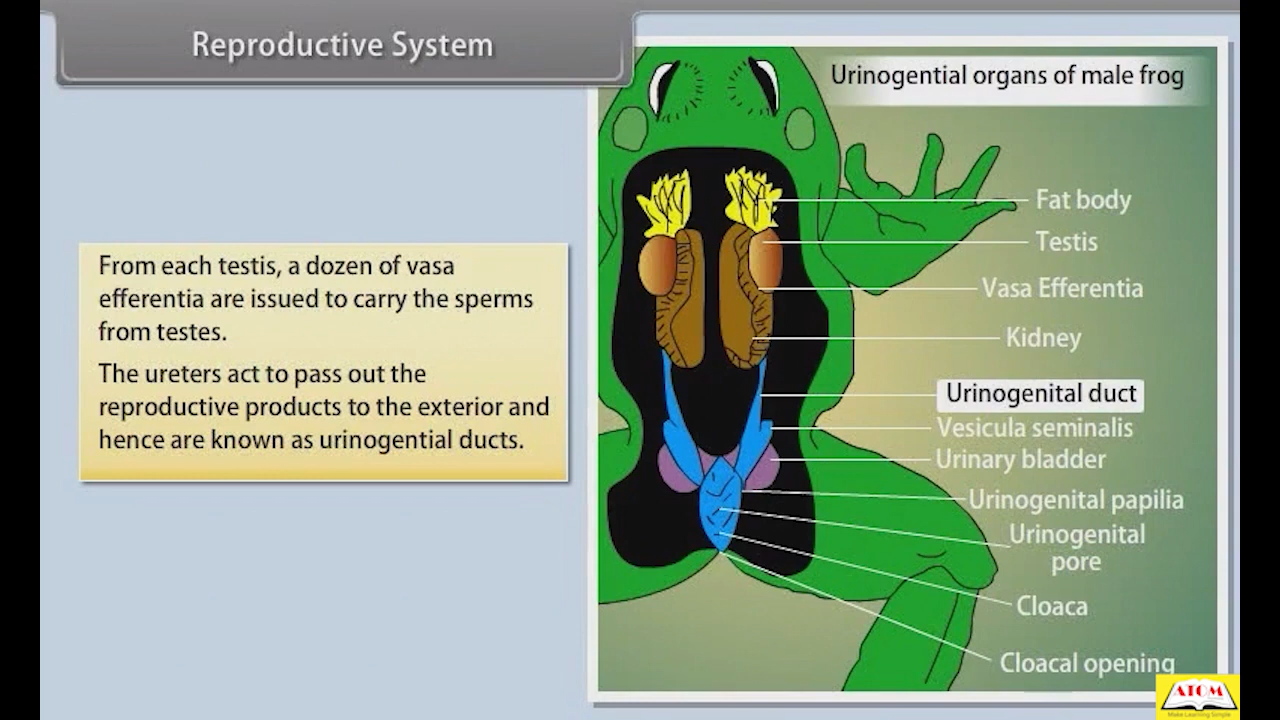 Reproductive System
Urinogential organs of male frog
From each testis, a dozen of vasa
efferentia are issued to carry the sperms
from testes.
The ureters act to pass out the
reproductive products to the exterior and
hence are known as urinogential ducts.
Fat body
Testis
Vasa Efferentia
Kidney
Urinogenital duct
Vesicula seminalis
Urinary bladder
Urinogenital papilia
Urinogenital
pore
Cloaca
Cloacal opening
ATOM
Make Learning Simple